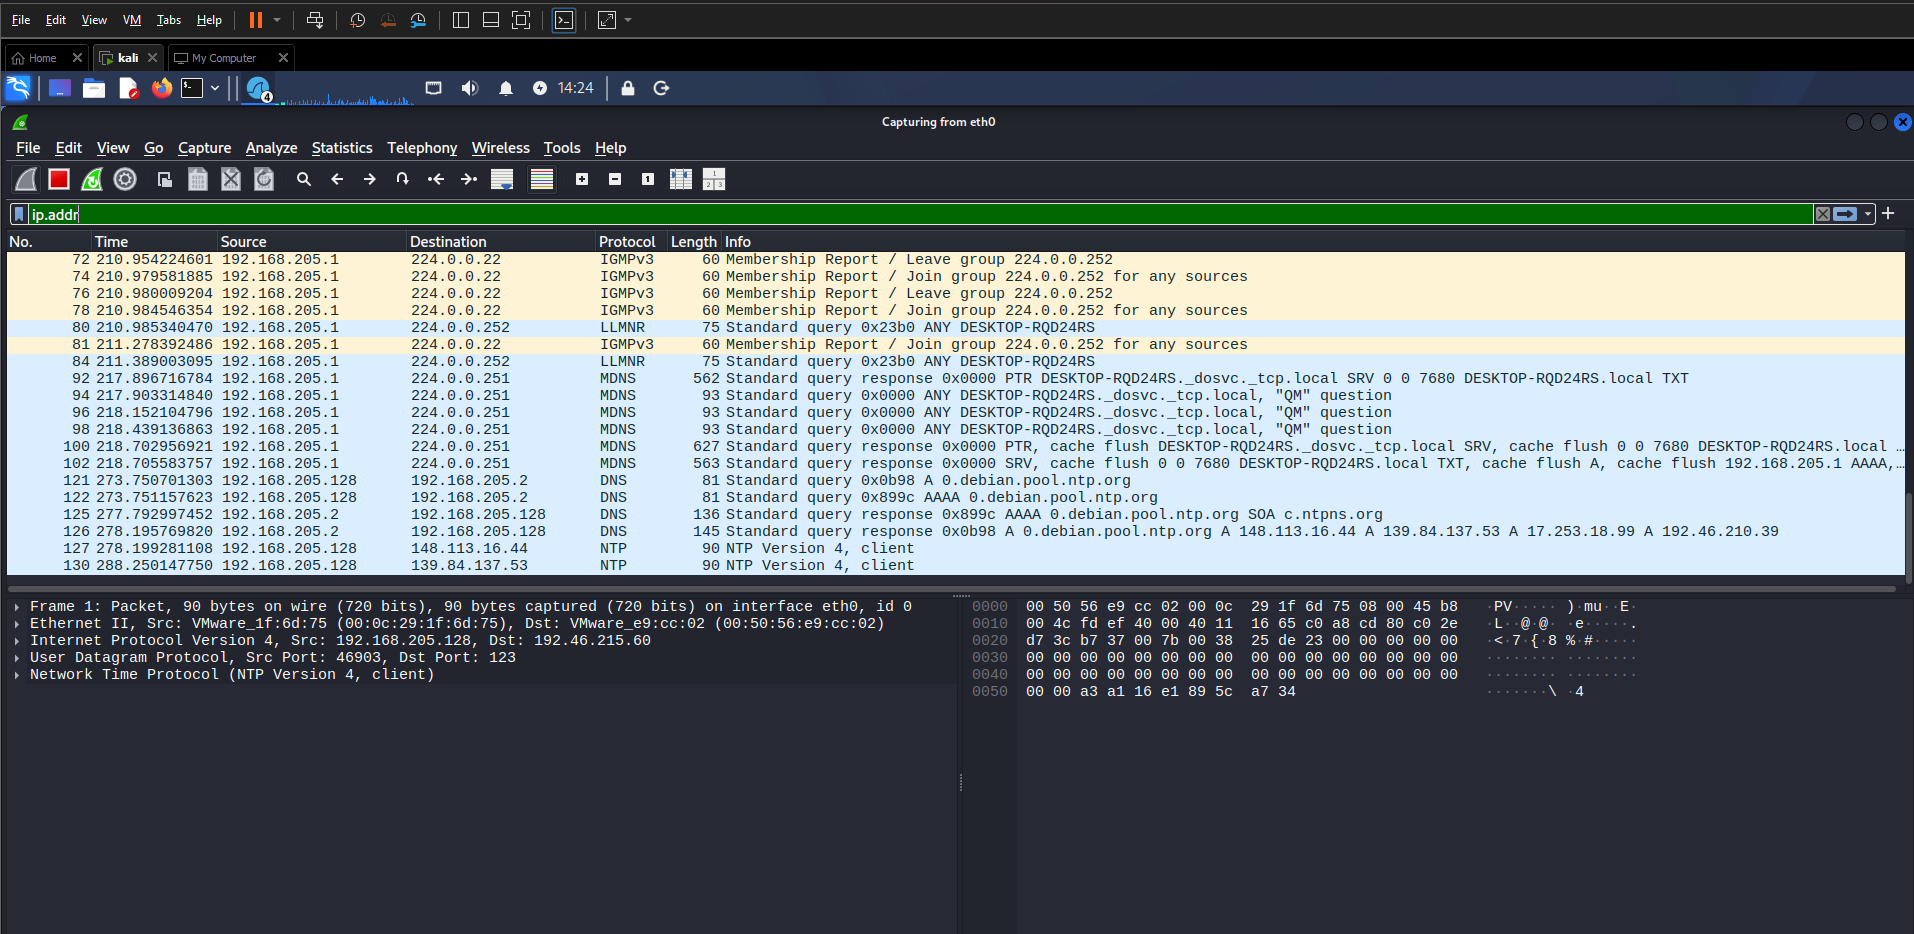 File Edit View VM Tabs Help
Home kali My Computer
4 14:24
Capturing from eth0
File Edit View Go Capture Analyze Statistics Telephony Wireless Tools Help
ip.addr
No. Time Source Destination Protocol Length Info
72 210.954224601 192.168.205.1 224.0.0.22 IGMPv3 60 Membership Report / Leave group 224.0.0.252
74 210.979581885 192.168.205.1 224.0.0.22 IGMPv3 60 Membership Report / Join group 224.0.0.252 for any sources
76 210.980009204 192.168.205.1 224.0.0.22 IGMPv3 60 Membership Report / Leave group 224.0.0.252
78 210.984546354 192.168.205.1 224.0.0.22 IGMPv3 60 Membership Report / Join group 224.0.0.252 for any sources
80 210.985340470 192.168.205.1 224.0.0.252 LLMNR 75 Standard query 0x23b0 ANY DESKTOP-RQD24RS
81 211.278392486 192.168.205.1 224.0.0.22 IGMPv3 60 Membership Report / Join group 224.0.0.252 for any sources
84 211.389003095 192.168.205.1 224.0.0.252 LLMNR 75 Standard query 0x23b0 ANY DESKTOP-RQD24RS
92 217.896716784 192.168.205.1 224.0.0.251 MDNS 562 Standard query response 0x0000 PTR DESKTOP-RQD24RS._dosvc._tcp.local SRV 0 0 7680 DESKTOP-RQD24RS.local TXT
94 217.903314840 192.168.205.1 224.0.0.251 MDNS 93 Standard query 0x0000 ANY DESKTOP-RQD24RS._dosvc._tcp.local, "QM" question
96 218.152104796 192.168.205.1 224.0.0.251 MDNS 93 Standard query 0x0000 ANY DESKTOP-RQD24RS._dosvc._tcp.local, "QM" question
98 218.439136863 192.168.205.1 224.0.0.251 MDNS 93 Standard query 0x0000 ANY DESKTOP-RQD24RS._dosvc._tcp.local, "QM" question
100 218.702956921 192.168.205.1 224.0.0.251 MDNS 627 Standard query response 0x0000 PTR, cache flush DESKTOP-RQD24RS._dosvc._tcp.local SRV, cache flush 0 0 7680 DESKTOP-RQD24RS.local …
102 218.705583757 192.168.205.1 224.0.0.251 MDNS 563 Standard query response 0x0000 SRV, cache flush 0 0 7680 DESKTOP-RQD24RS.local TXT, cache flush A, cache flush 192.168.205.1 AAAA,…
121 273.750701303 192.168.205.128 192.168.205.2 DNS 81 Standard query 0x0b98 A 0.debian.pool.ntp.org
122 273.751157623 192.168.205.128 192.168.205.2 DNS 81 Standard query 0x899c AAAA 0.debian.pool.ntp.org
125 277.792997452 192.168.205.2 192.168.205.128 DNS 136 Standard query response 0x899c AAAA 0.debian.pool.ntp.org SOA c.ntpns.org
126 278.195769820 192.168.205.2 192.168.205.128 DNS 145 Standard query response 0x0b98 A 0.debian.pool.ntp.org A 148.113.16.44 A 139.84.137.53 A 17.253.18.99 A 192.46.210.39
127 278.199281108 192.168.205.128 148.113.16.44 NTP 90 NTP Version 4, client
130 288.250147750 192.168.205.128 139.84.137.53 NTP 90 NTP Version 4, client
Frame 1: Packet, 90 bytes on wire (720 bits), 90 bytes captured (720 bits) on interface eth0, id 0
Ethernet II, Src: VMware_1f:6d:75 (00:0c:29:1f:6d:75), Dst: VMware_e9:cc:02 (00:50:56:e9:cc:02)
Internet Protocol Version 4, Src: 192.168.205.128, Dst: 192.46.215.60
User Datagram Protocol, Src Port: 46903, Dst Port: 123
Network Time Protocol (NTP Version 4, client)
0000 00 50 56 e9 cc 02 00 0c 29 1f 6d 75 08 00 45 b8 ·PV·····)·mu··E·
0010 00 4c fd ef 40 00 40 11 16 65 c0 a8 cd 80 c0 2e ·L··@·@··e·····.
0020 d7 3c b7 37 00 7b 00 38 25 de 23 00 00 00 00 00 ·<·7·{·8%·#·····
0030 00 00 00 00 00 00 00 00 00 00 00 00 00 00 00 00 ················
0040 00 00 00 00 00 00 00 00 00 00 00 00 00 00 00 00 ················
0050 00 00 a3 a1 16 e1 89 5c a7 34 ·······\·4